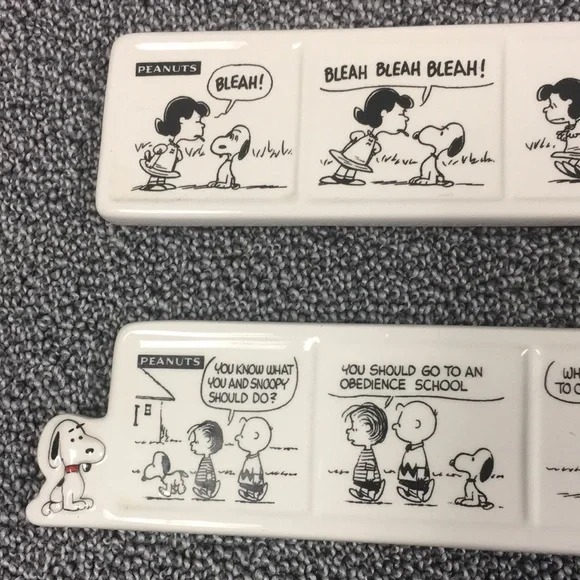 PEANUTS
BLEAH!
BLEAH BLEAH BLEAH!
PEANUTS
YOU KNOW WHAT
YOU AND SNOOPY
SHOULD DO?
YOU SHOULD GO TO AN
OBEDIENCE SCHOOL
TO